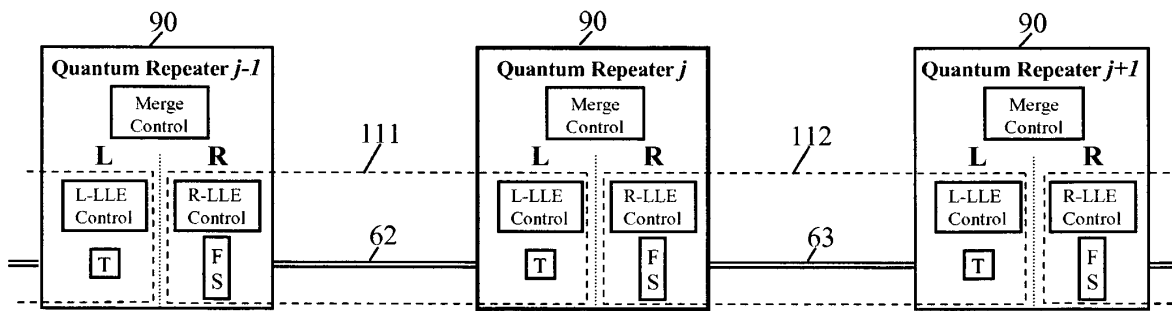 90
90
90
Quantum Repeater j-1
Quantum Repeater j
Quantum Repeater j+1
Merge
Control
Merge
Control
Merge
Control
111
112
L R
L R
L R
L-LLE
Control
R-LLE
Control
L-LLE
Control
R-LLE
Control
L-LLE
Control
R-LLE
Control
62
63
T
F
S
T
F
S
T
F
S